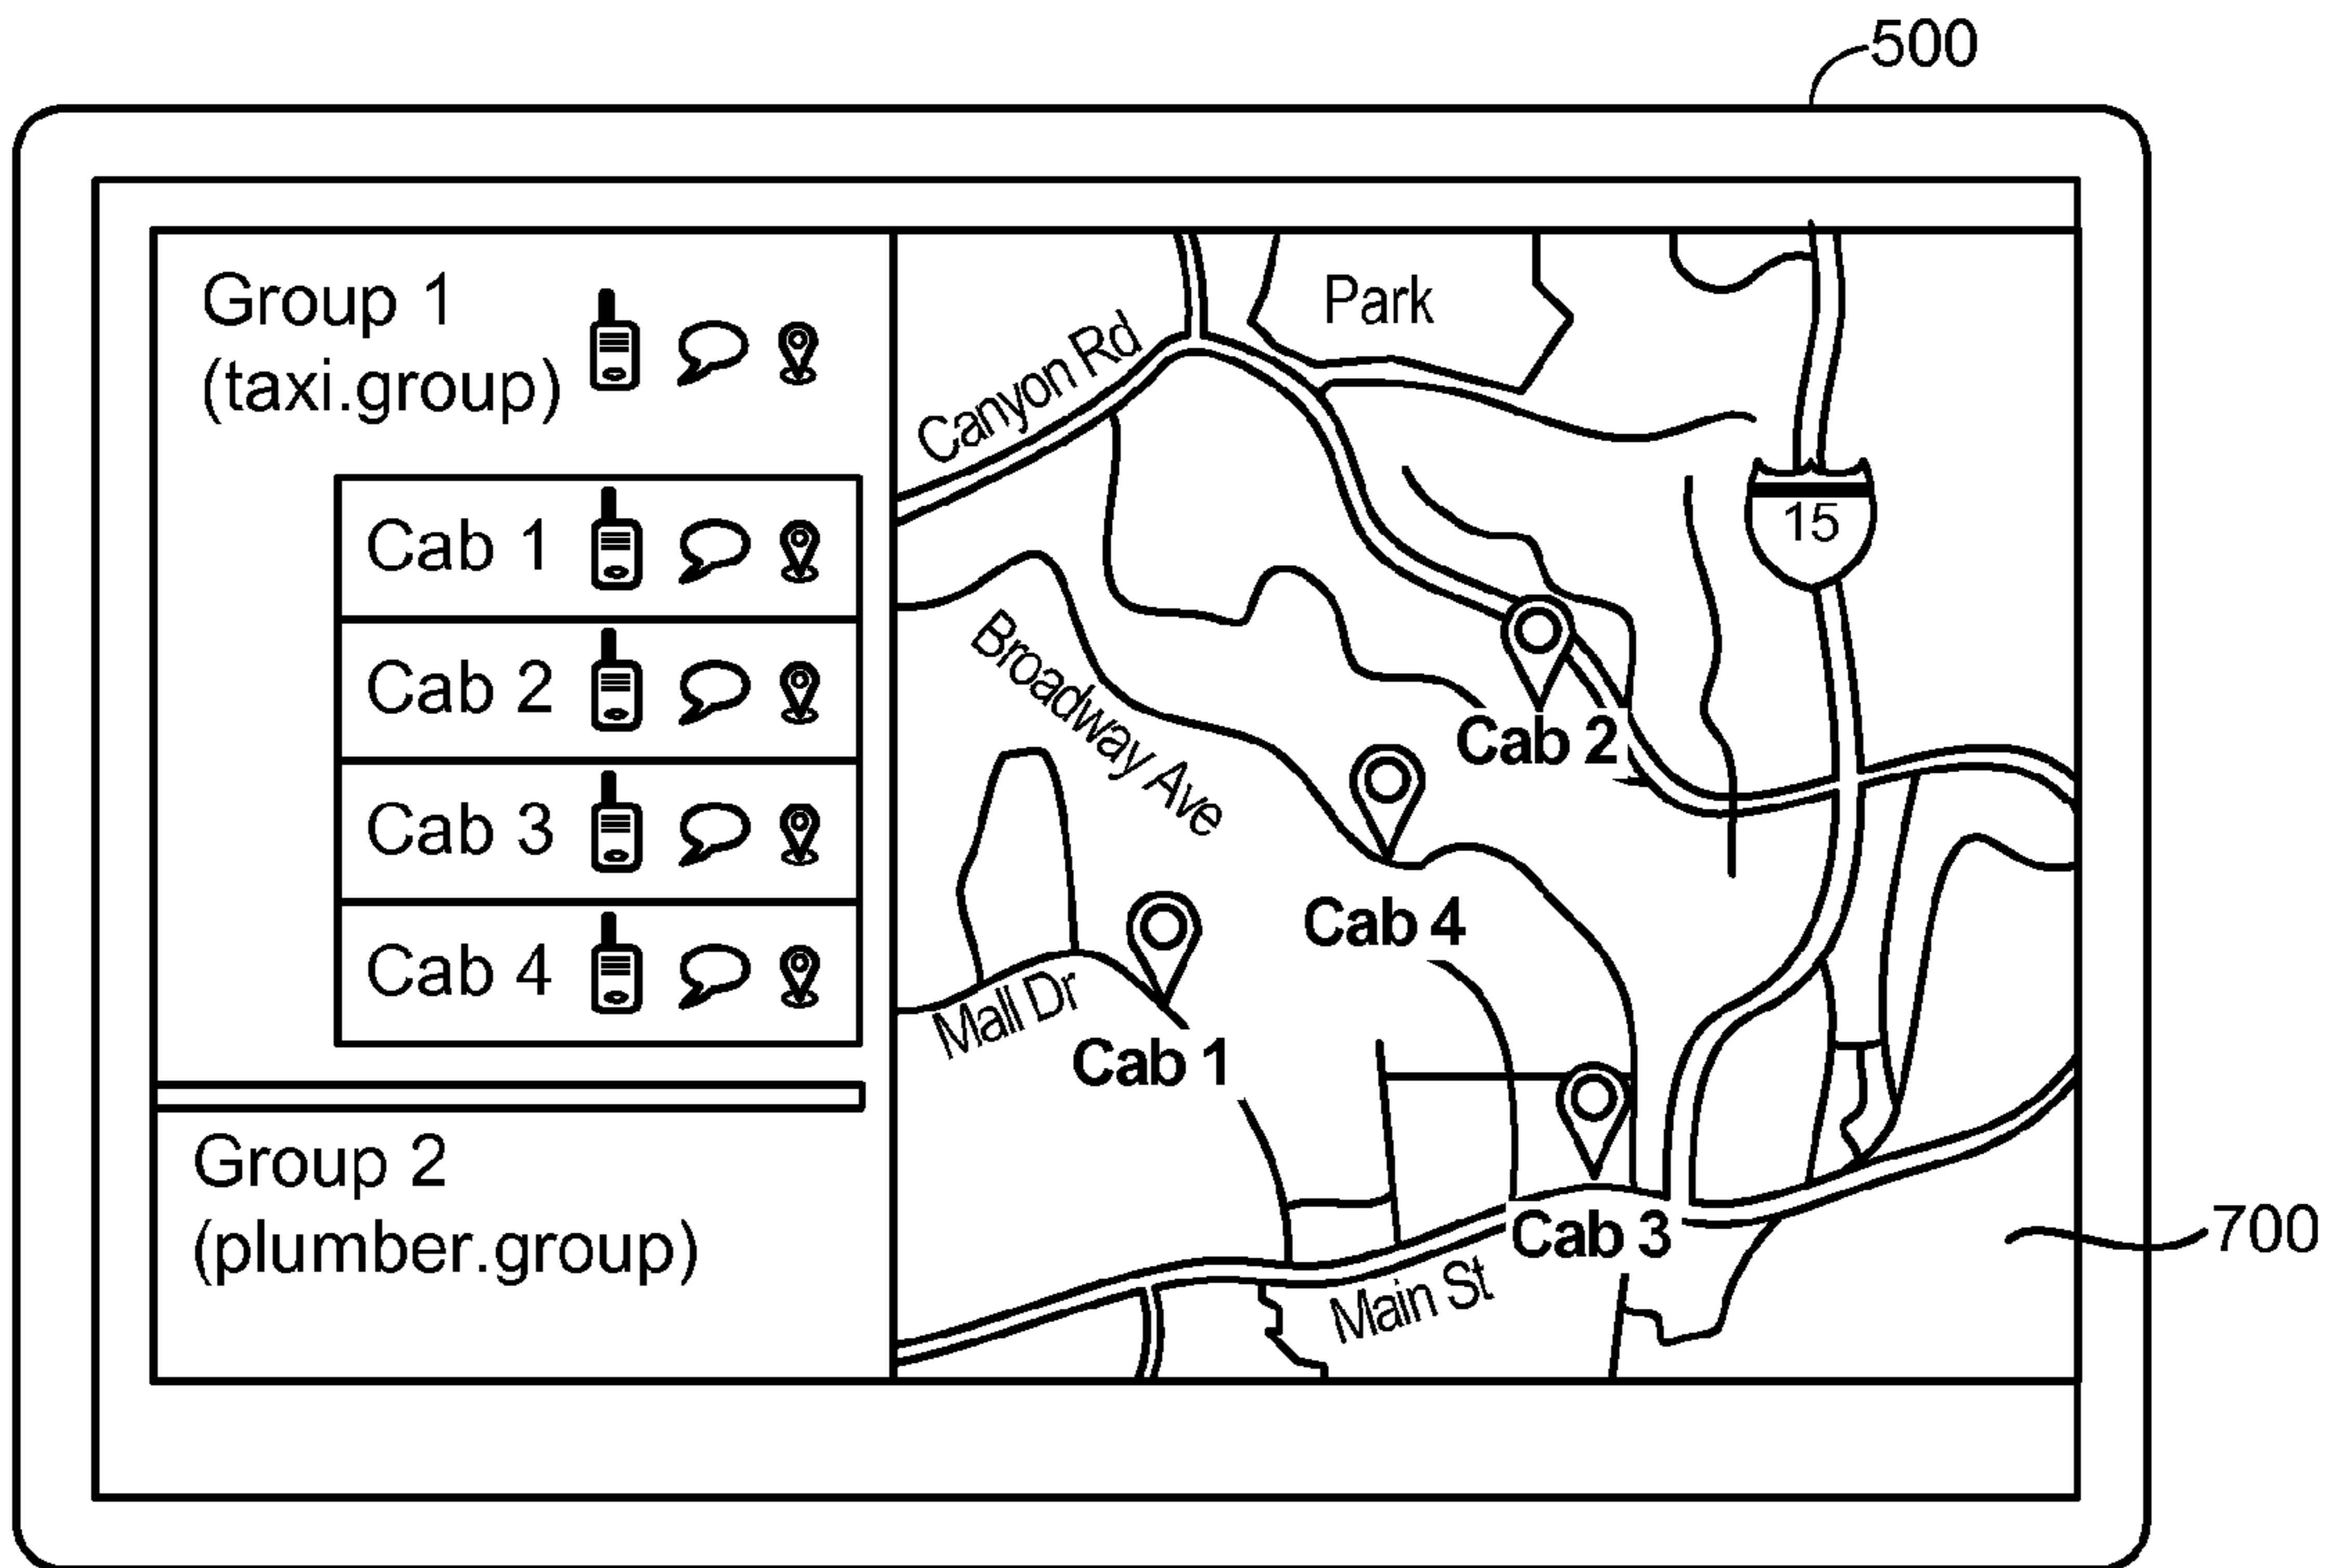 500
Group 1
(taxi.group)
Cab 1
Cab 2
Cab 3
Cab 4
Group 2
(plumber.group)
Park
Canyon Rd
15
Broadway Ave
Cab 2
Cab 4
Mall Dr
Cab 1
Cab 3
Main St
700